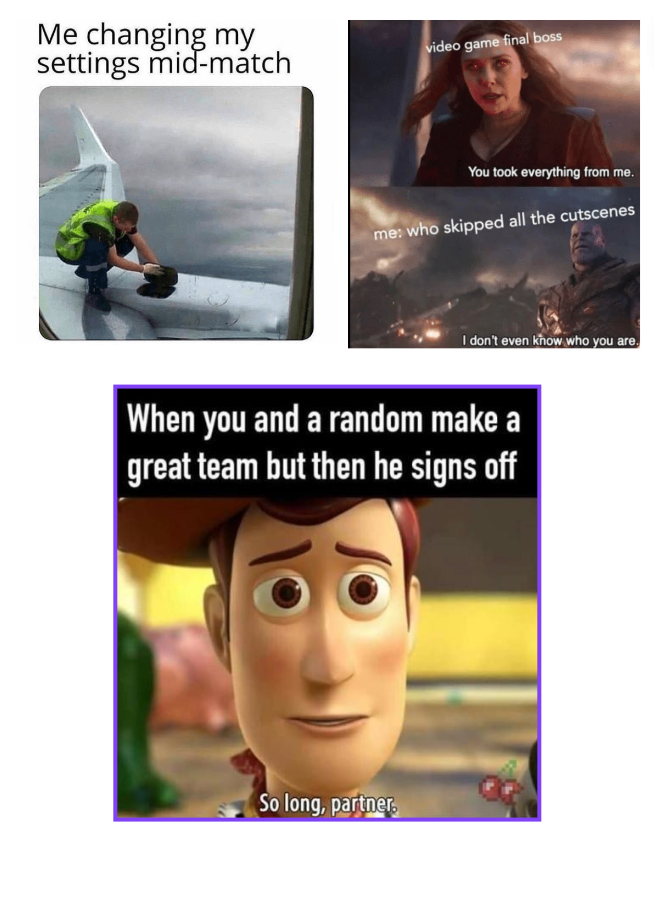 Me changing my
settings mid-match
video game final boss
You took everything from me.
me: who skipped all the cutscenes
I don't even know who you are.
When you and a random make a
great team but then he signs off
So long, partner.